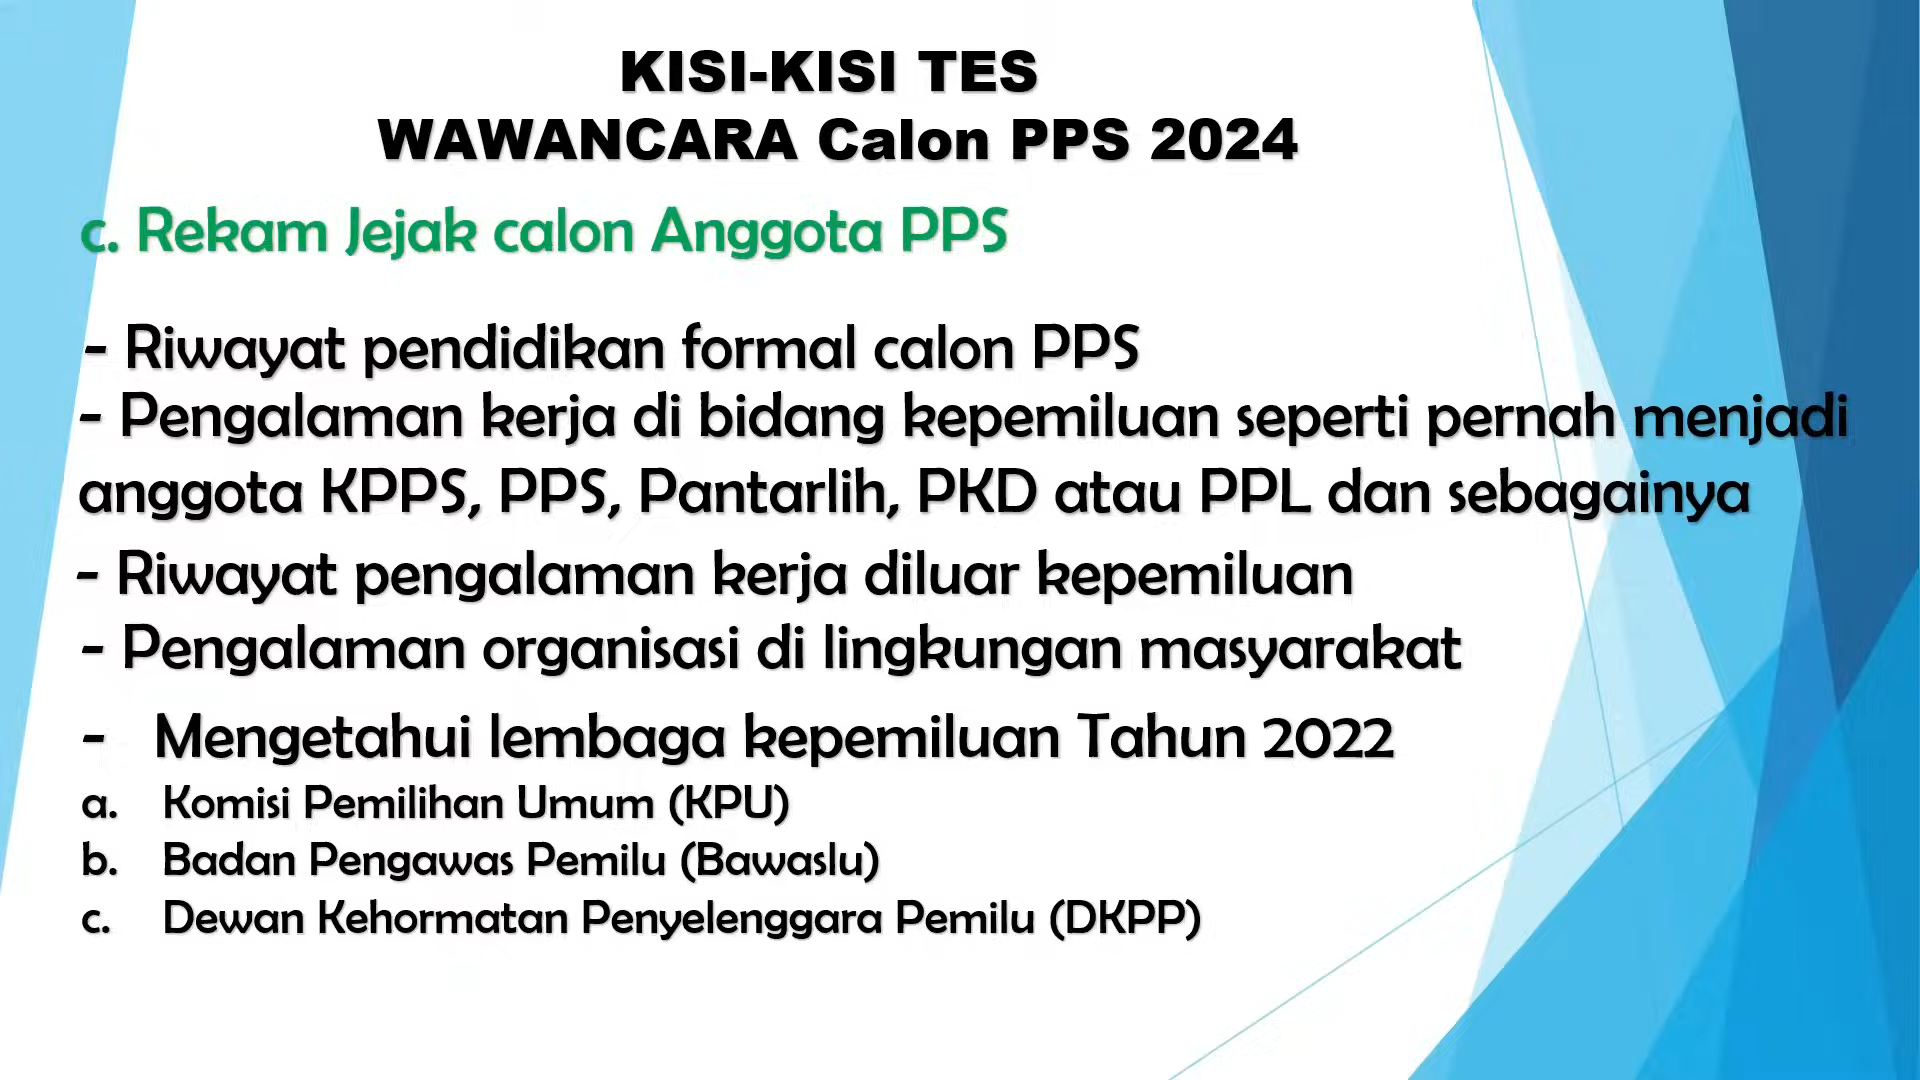 KISI-KISI TES
WAWANCARA Calon PPS 2024
c. Rekam Jejak calon Anggota PPS
- Riwayat pendidikan formal calon PPS
- Pengalaman kerja di bidang kepemiluan seperti pernah menjadi
anggota KPPS, PPS, Pantarlih, PKD atau PPL dan sebagainya
- Riwayat pengalaman kerja diluar kepemiluan
- Pengalaman organisasi di lingkungan masyarakat
- Mengetahui lembaga kepemiluan Tahun 2022
a. Komisi Pemilihan Umum (KPU)
b. Badan Pengawas Pemilu (Bawaslu)
c. Dewan Kehormatan Penyelenggara Pemilu (DKPP)